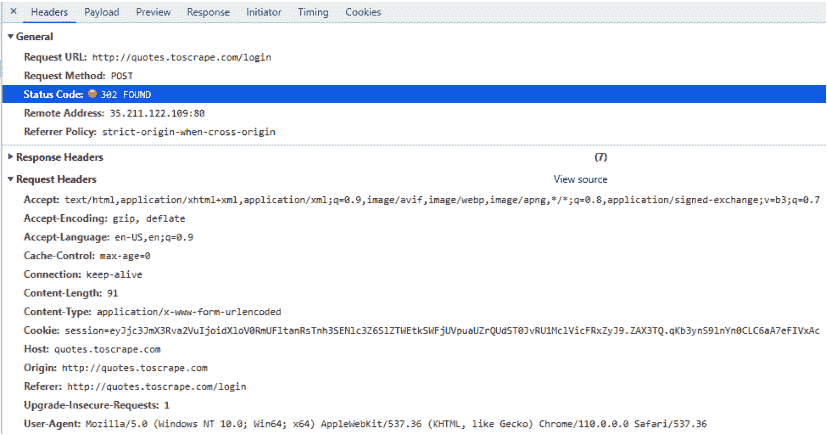 × Headers Payload Preview Response Initiator Timing Cookies
General
Request URL: http://quotes.toscrape.com/login
Request Method: POST
Status Code: 302 FOUND
Remote Address: 35.211.122.109:80
Referrer Policy: strict-origin-when-cross-origin
Response Headers (7)
Request Headers View source
Accept: text/html,application/xhtml+xml,application/xml;q=0.9,image/avif,image/webp,image/apng,*/*;q=0.8,application/signed-exchange;v=b3;q=0.7
Accept-Encoding: gzip, deflate
Accept-Language: en-US,en;q=0.9
Cache-Control: max-age=0
Connection: keep-alive
Content-Length: 91
Content-Type: application/x-www-form-urlencoded
Cookie:
Host: quotes.toscrape.com
Origin: http://quotes.toscrape.com
Referer: http://quotes.toscrape.com/login
Upgrade-Insecure-Requests: 1
User-Agent: Mozilla/5.0 (Windows NT 10.0; Win64; x64) AppleWebKit/537.36 (KHTML, like Gecko) Chrome/110.0.0.0 Safari/537.36